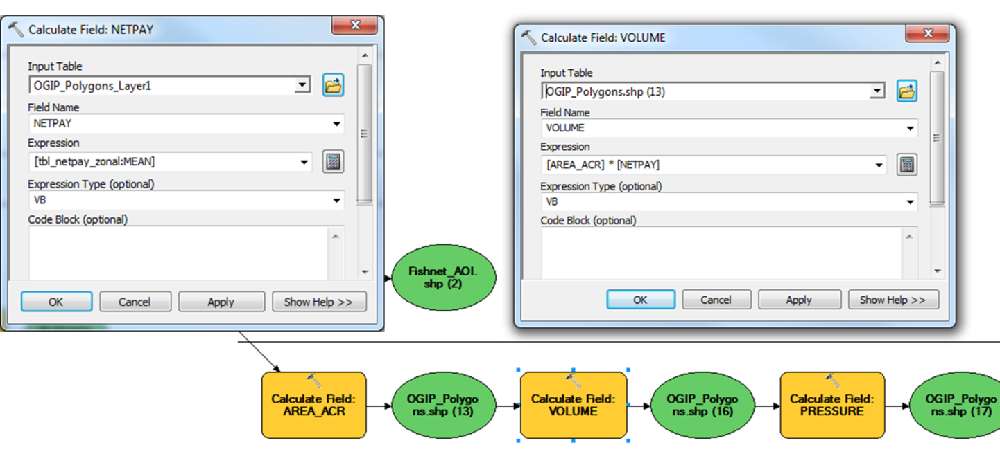 Calculate Field: NETPAY
Input Table
OGIP_Polygons_Layer1
Field Name
NETPAY
Expression
[tbl_netpay_zonal:MEAN]
Expression Type (optional)
VB
Code Block (optional)
OK
Cancel
Apply
Show Help >>
Calculate Field: VOLUME
Input Table
OGIP_Polygons.shp (13)
Field Name
VOLUME
Expression
[AREA_ACR] * [NETPAY]
Expression Type (optional)
VB
Code Block (optional)
OK
Cancel
Apply
Show Help >>
Fishnet_AOI.
shp (2)
Calculate Field:
AREA_ACR
OGIP_Polygo
ns.shp (13)
Calculate Field:
VOLUME
OGIP_Polygo
ns.shp (16)
Calculate Field:
PRESSURE
OGIP_Polygo
ns.shp (17)